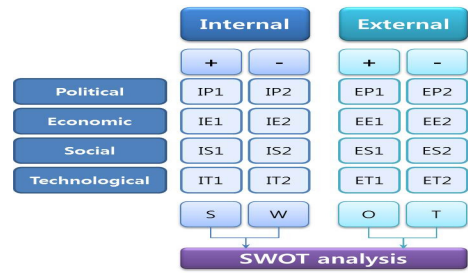 Internal External
+ - + -
Political IP1 IP2 EP1 EP2
Economic IE1 IE2 EE1 EE2
Social IS1 IS2 ES1 ES2
Technological IT1 IT2 ET1 ET2
S W O T
SWOT analysis